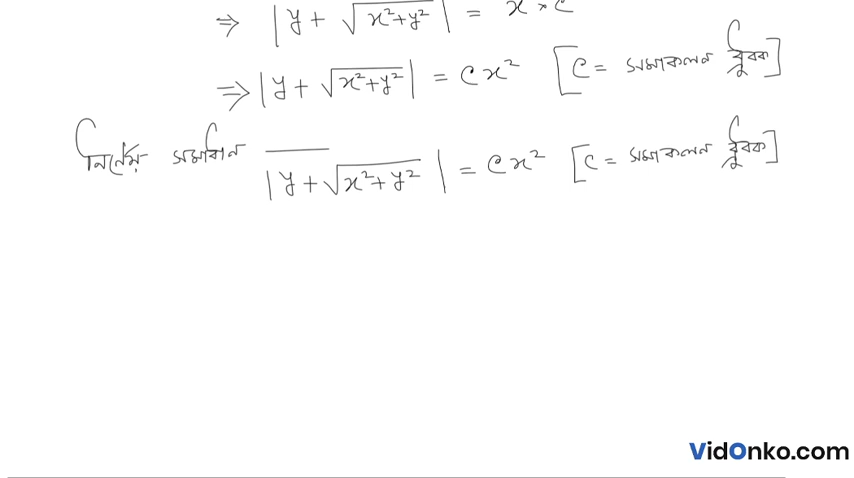 ⇒ |y + √x²+y²| = x × c
⇒ |y + √x²+y²| = cx² [c = সমাকলন ধ্রুবক]
নির্ণেয় সমাধান
|y + √x²+y²| = cx² [c = সমাকলন ধ্রুবক]
VidOnko.com